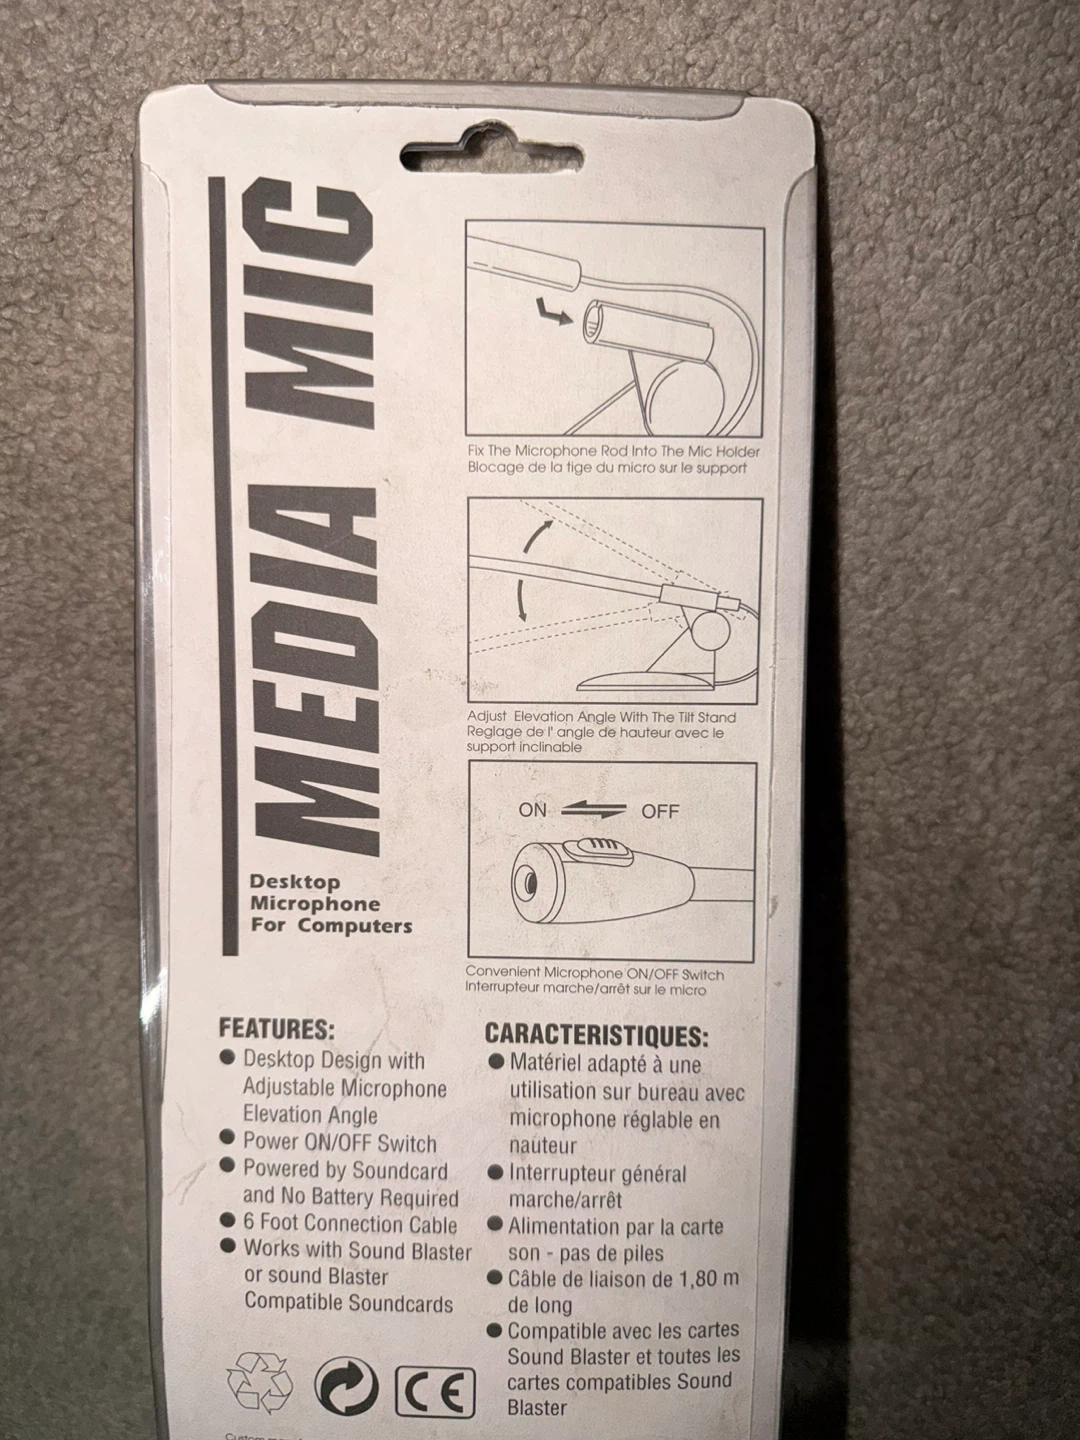 MEDIA MIC
Desktop
Microphone
For Computers
Fix The Microphone Rod Into The Mic Holder
Blocage de la tige du micro sur le support
Adjust Elevation Angle With The Tilt Stand
Reglage de l' angle de hauteur avec le
support inclinable
ON OFF
Convenient Microphone ON/OFF Switch
Interrupteur marche/arrêt sur le micro
FEATURES:
● Desktop Design with
Adjustable Microphone
Elevation Angle
● Power ON/OFF Switch
● Powered by Soundcard
and No Battery Required
● 6 Foot Connection Cable
● Works with Sound Blaster
or sound Blaster
Compatible Soundcards
CARACTERISTIQUES:
● Matériel adapté à une
utilisation sur bureau avec
microphone réglable en
nauteur
● Interrupteur général
marche/arrêt
● Alimentation par la carte
son - pas de piles
● Câble de liaison de 1,80 m
de long
● Compatible avec les cartes
Sound Blaster et toutes les
cartes compatibles Sound
Blaster
CE